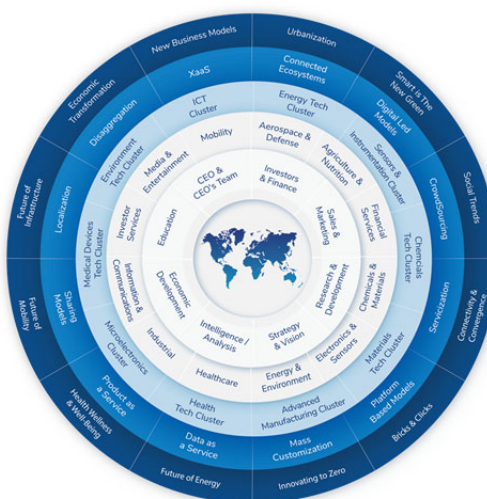 New Business Models
Urbanization
Smart is The
New Green
Social Trends
Connectivity &
Convergence
Bricks & Clicks
Innovating to Zero
Future of Energy
Health Wellness
& Well Being
Future of
Mobility
Future of
Infrastructure
Economic
Transformation
XaaS
Connected
Ecosystems
Digital Led
Models
CrowdSourcing
Servicization
Platform
Based Models
Mass
Customization
Data as
a Service
Product as
a Service
Sharing
Models
Localization
Disaggregation
ICT
Cluster
Energy Tech
Cluster
Sensors &
Instrumentation Cluster
Chemcials
Tech Cluster
Materials
Tech Cluster
Advanced
Manufacturing Cluster
Health
Tech Cluster
Microelectronics
Cluster
Medical Devices
Tech Cluster
Environment
Tech Cluster
Mobility
Aerospace &
Defense
Agriculture &
Nutrition
Financial
Services
Chemicals &
Materials
Electronics &
Sensors
Energy &
Environment
Healthcare
Industrial
Information &
Communications
Investor
Services
Media &
Entertainment
CEO &
CEO's Team
Investors
& Finance
Sales &
Marketing
Research &
Development
Strategy
& Vision
Intelligence /
Analysis
Economic
Development
Education